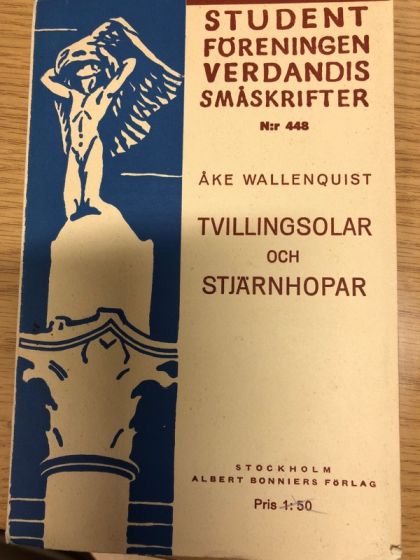 STUDENT
FÖRENINGEN
VERDANDIS
SMÅSKRIFTER
N:r 448
ÅKE WALLENQUIST
TVILLINGSOLAR
OCH
STJÄRNHOPAR
STOCKHOLM
ALBERT BONNIERS FÖRLAG
Pris 1:50